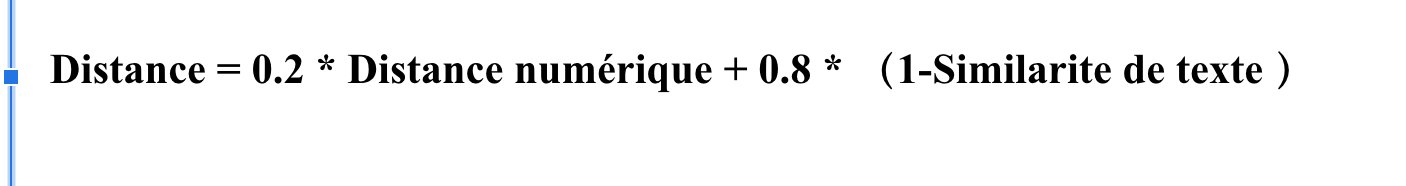 Distance = 0.2 * Distance numérique + 0.8 * （1-Similarite de texte ）